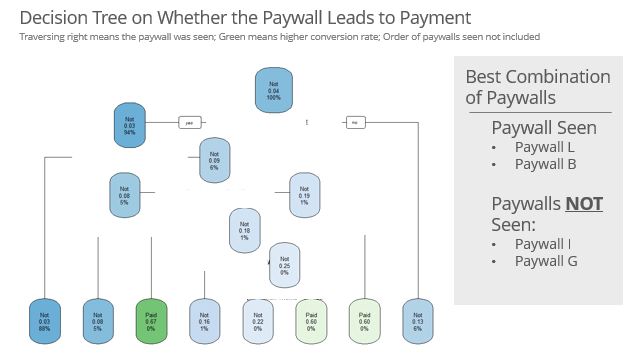 Decision Tree on Whether the Paywall Leads to Payment
Traversing right means the paywall was seen; Green means higher conversion rate; Order of paywalls seen not included
Not
0.04
100%
Not
0.03
94%
yes
no
Not
0.09
6%
Not
0.08
5%
Not
0.19
1%
Not
0.18
1%
Not
0.25
0%
Not
0.03
88%
Not
0.08
5%
Paid
0.67
0%
Not
0.16
1%
Not
0.22
0%
Paid
0.60
0%
Paid
0.60
0%
Not
0.13
6%
Best Combination
of Paywalls
Paywall Seen
• Paywall L
• Paywall B
Paywalls NOT
Seen:
• Paywall I
• Paywall G